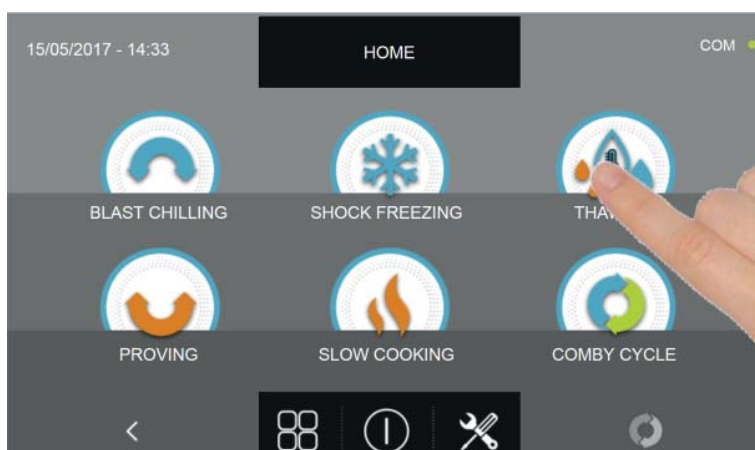 15/05/2017 - 14:33
HOME
COM
BLAST CHILLING
SHOCK FREEZING
PROVING
SLOW COOKING
COMBY CYCLE